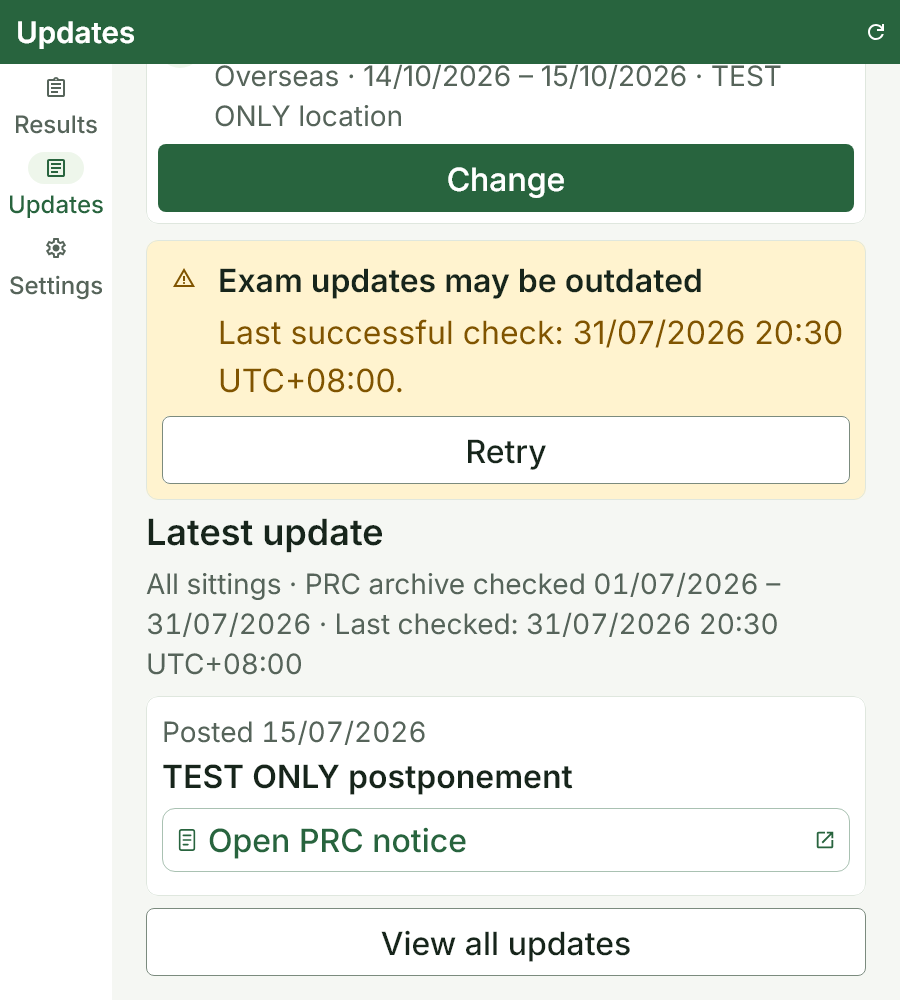 Updates
Results
Updates
Settings
Overseas · 14/10/2026 – 15/10/2026 · TEST
ONLY location
Change
Exam updates may be outdated
Last successful check: 31/07/2026 20:30
UTC+08:00.
Retry
Latest update
All sittings · PRC archive checked 01/07/2026 –
31/07/2026 · Last checked: 31/07/2026 20:30
UTC+08:00
Posted 15/07/2026
TEST ONLY postponement
Open PRC notice
View all updates